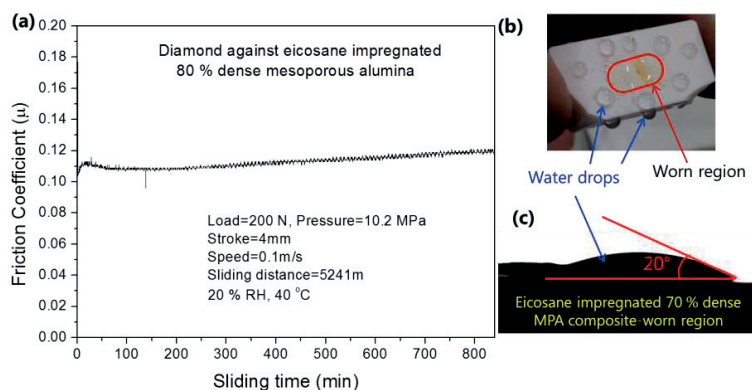 (a)
0.20
0.18
0.16
0.14
0.12
0.10
0.08
0.06
0.04
0.02
0.00
Friction Coefficient (μ)
Diamond against eicosane impregnated
80 % dense mesoporous alumina
Load=200 N, Pressure=10.2 MPa
Stroke=4mm
Speed=0.1m/s
Sliding distance=5241m
20 % RH, 40 °C
0 100 200 300 400 500 600 700 800
Sliding time (min)
(b)
Water drops
Worn region
(c)
20°
Eicosane impregnated 70 % dense
MPA composite-worn region